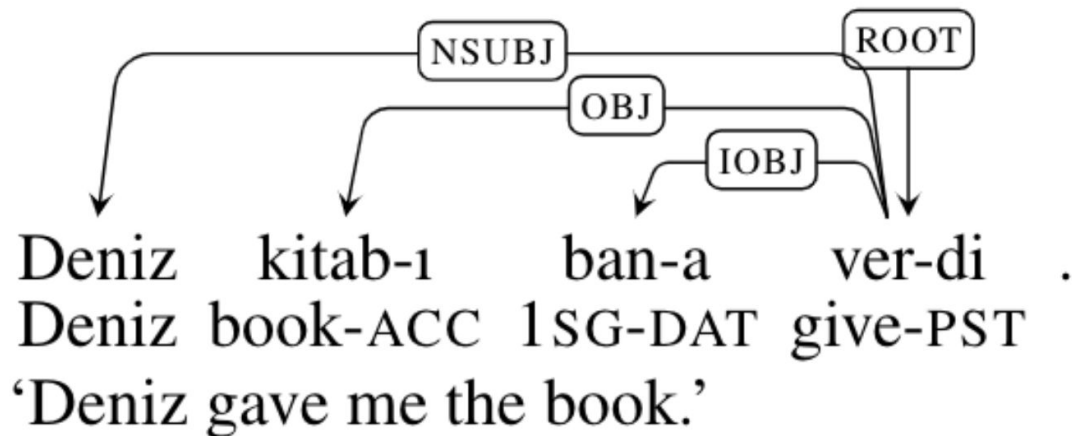 NSUBJ ROOT
OBJ
IOBJ
Deniz kitab-ı ban-a ver-di .
Deniz book-ACC 1SG-DAT give-PST
‘Deniz gave me the book.’